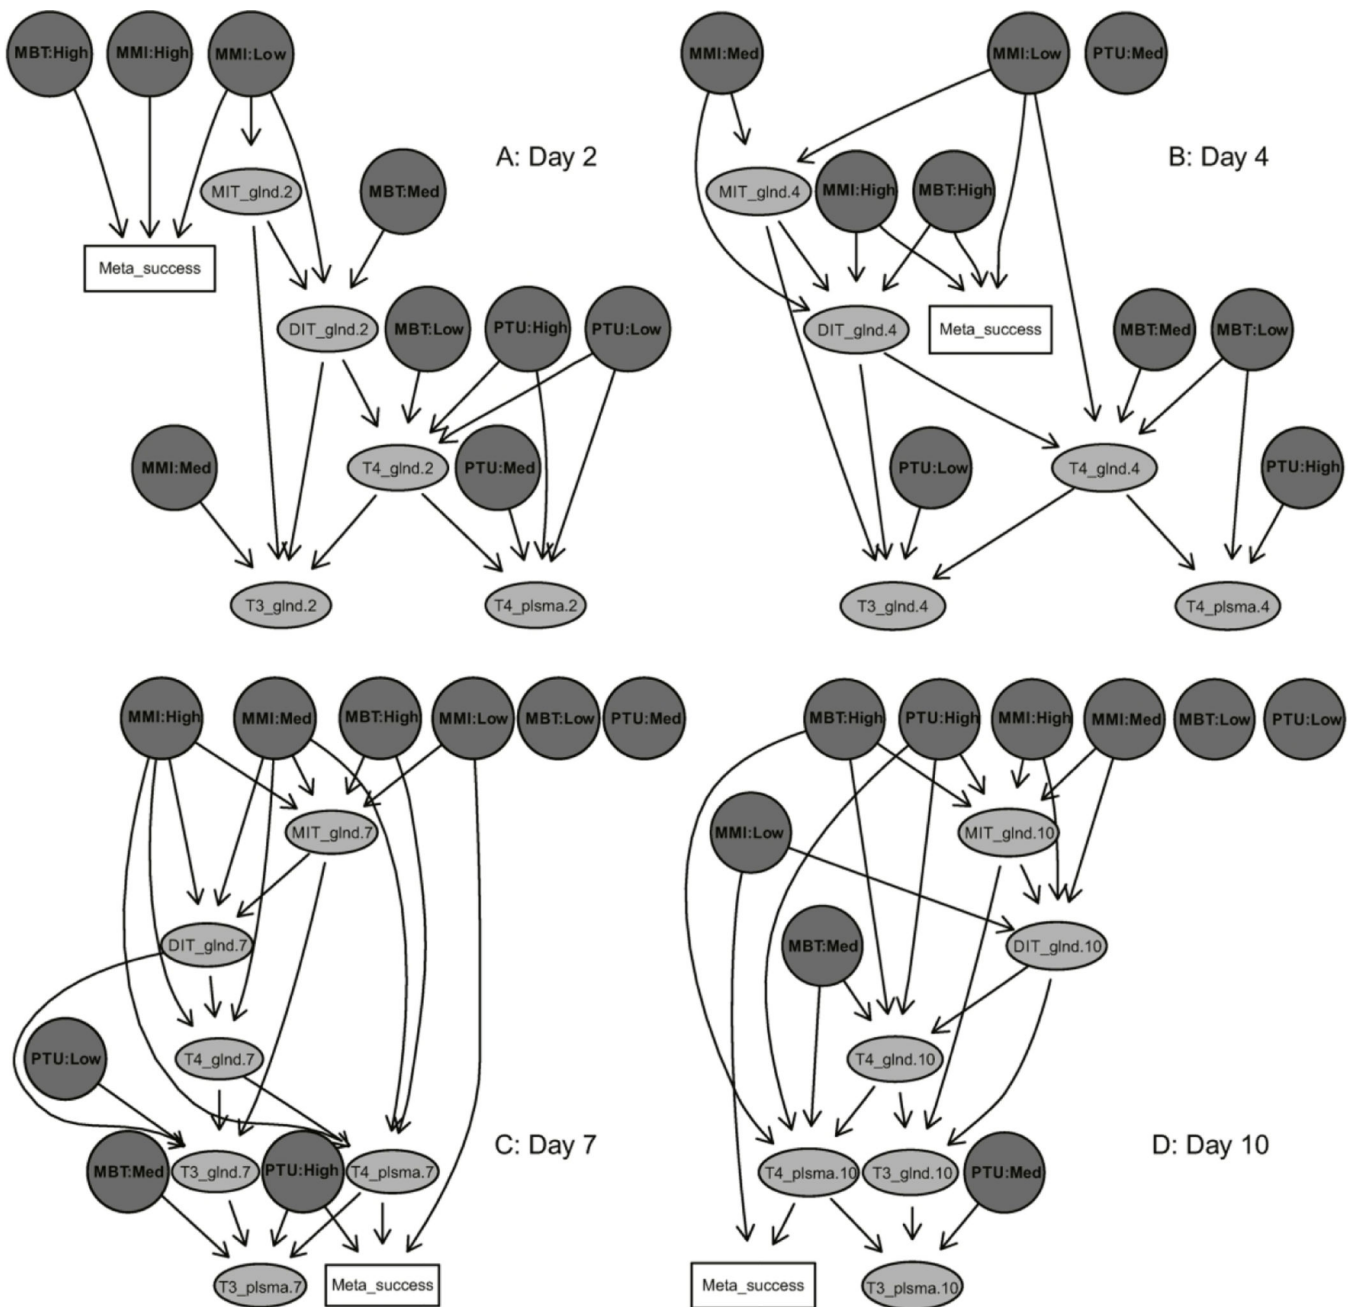 MBT:High MMI:High MMI:Low
A: Day 2
MIT_glnd.2 MBT:Med
Meta_success
DIT_glnd.2 MBT:Low PTU:High PTU:Low
MMI:Med T4_glnd.2 PTU:Med
T3_glnd.2 T4_plsma.2
MMI:Med MMI:Low PTU:Med
B: Day 4
MIT_glnd.4 MMI:High MBT:High
DIT_glnd.4 Meta_success MBT:Med MBT:Low
PTU:Low T4_glnd.4 PTU:High
T3_glnd.4 T4_plsma.4
MMI:High MMI:Med MBT:High MMI:Low MBT:Low PTU:Med
MIT_glnd.7
DIT_glnd.7
PTU:Low T4_glnd.7
C: Day 7
MBT:Med T3_glnd.7 PTU:High T4_plsma.7
T3_plsma.7 Meta_success
MBT:High PTU:High MMI:High MMI:Med MBT:Low PTU:Low
MMI:Low MIT_glnd.10
MBT:Med DIT_glnd.10
T4_glnd.10
D: Day 10
T4_plsma.10 T3_glnd.10 PTU:Med
Meta_success T3_plsma.10